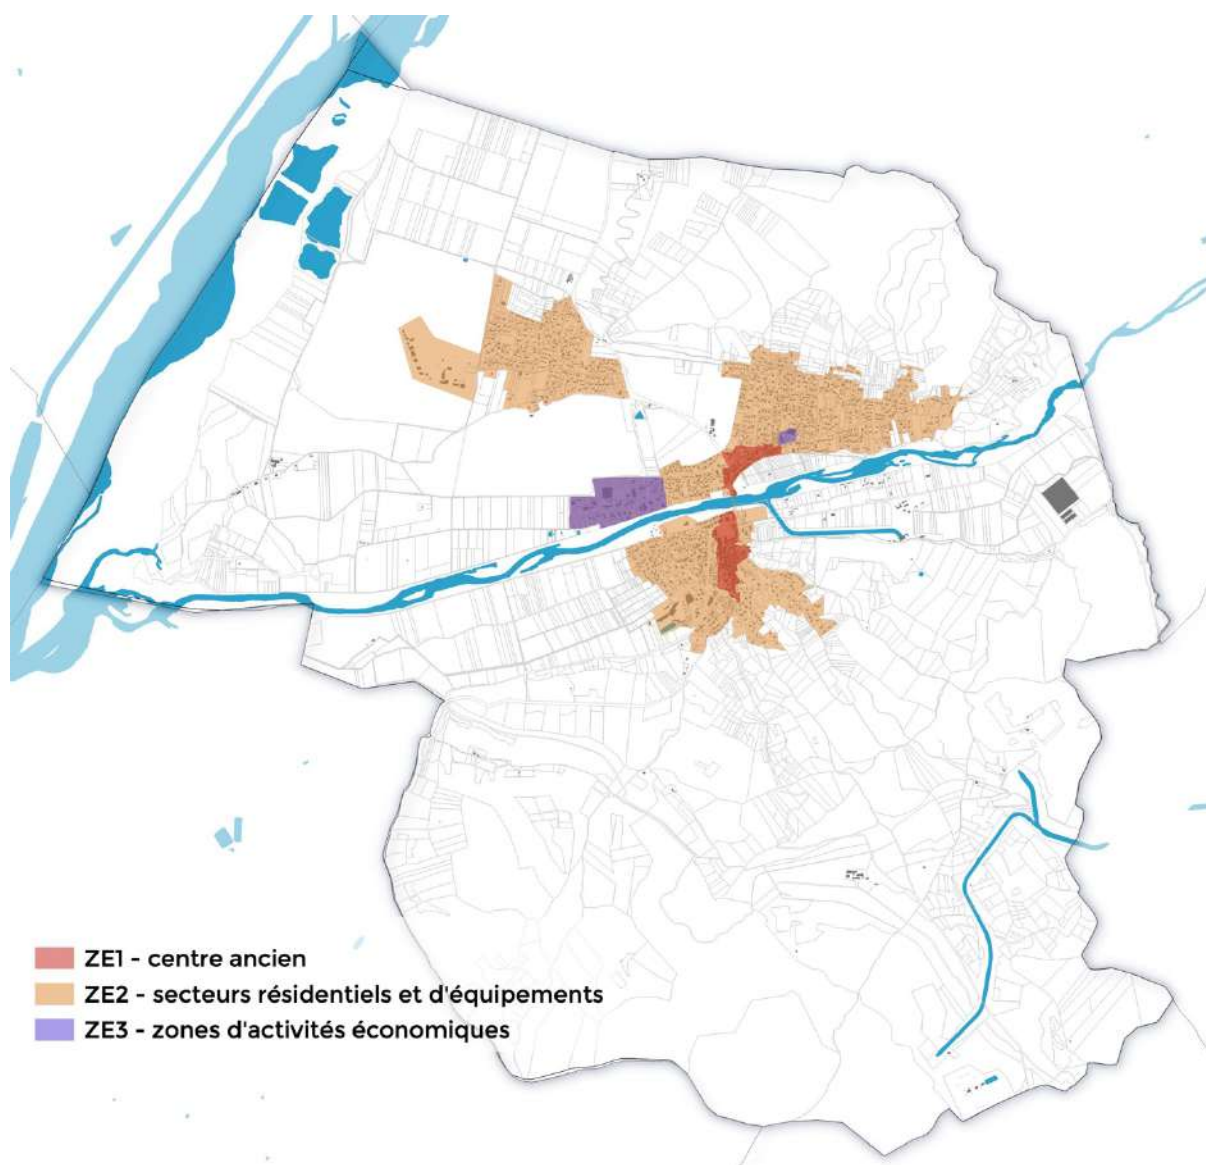 ZE1 - centre ancien
ZE2 - secteurs résidentiels et d'équipements
ZE3 - zones d'activités économiques